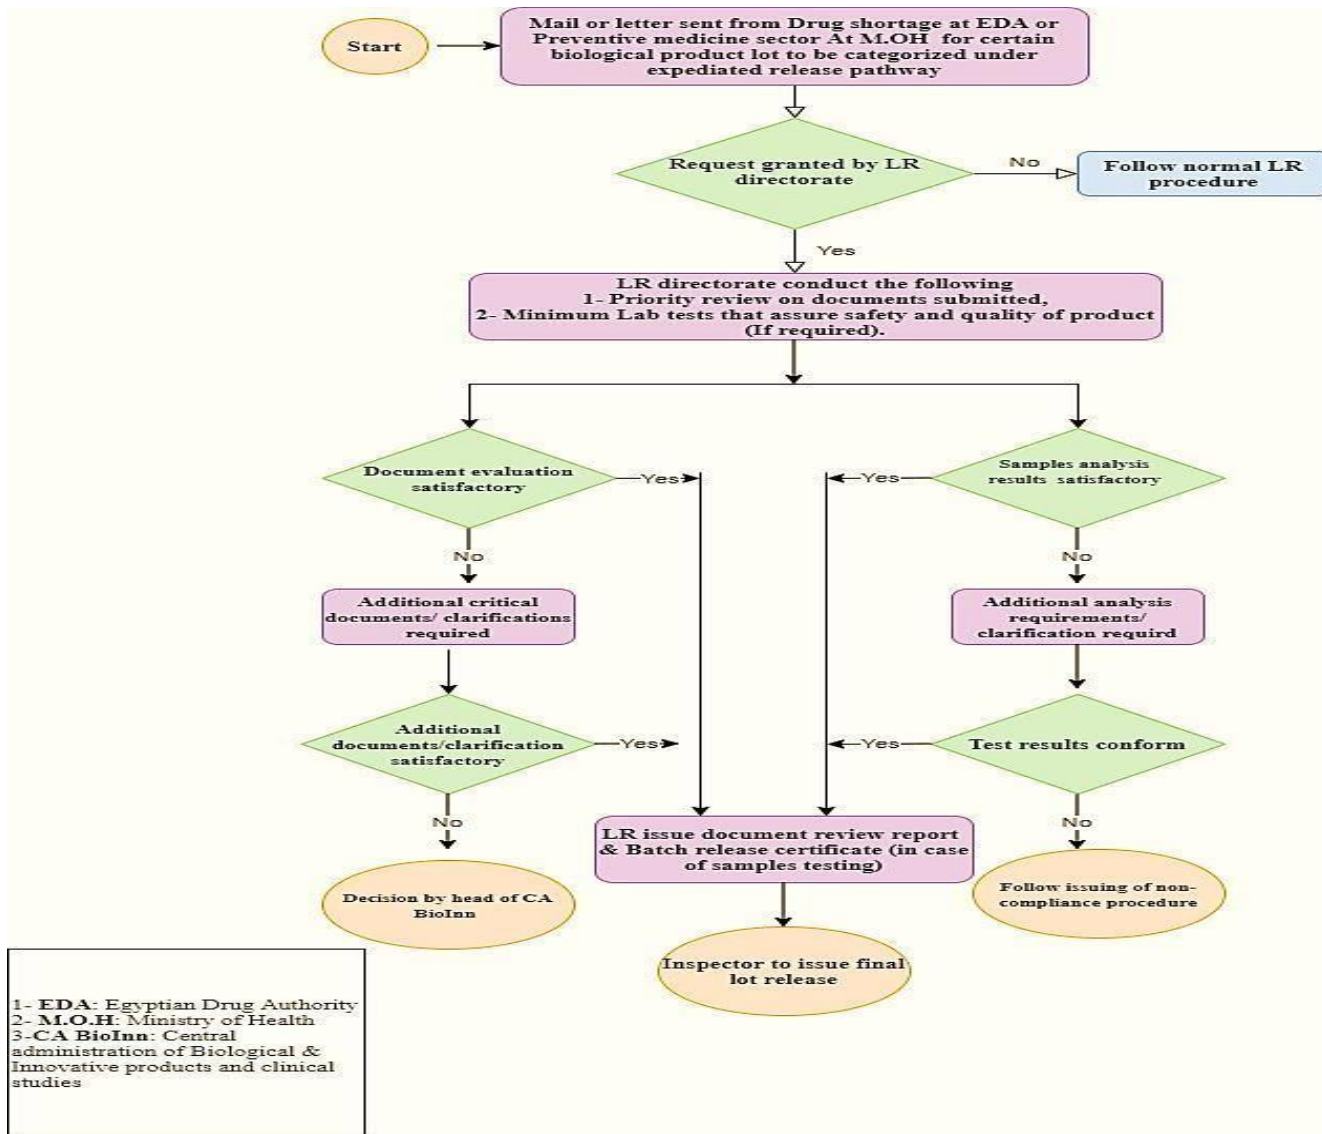 Start
Mail or letter sent from Drug shortage at EDA or
Preventive medicine sector At M.OH for certain
biological product lot to be categorized under
expediated release pathway
Request granted by LR
directorate
No
Follow normal LR
procedure
Yes
LR directorate conduct the following
1- Priority review on documents submitted,
2- Minimum Lab tests that assure safety and quality of product
(If required).
Document evaluation
satisfactory
Yes
Samples analysis
results satisfactory
Yes
No
No
Additional critical
documents/ clarifications
required
Additional analysis
requirements/
clarification requird
Additional
documents/clarification
satisfactory
Yes
Test results conform
Yes
No
No
LR issue document review report
& Batch release certificate (in case
of samples testing)
Decision by head of CA
BioInn
Follow issuing of non-
compliance procedure
Inspector to issue final
lot release
1- EDA: Egyptian Drug Authority
2- M.O.H: Ministry of Health
3-CA BioInn: Central
administration of Biological &
Innovative products and clinical
studies